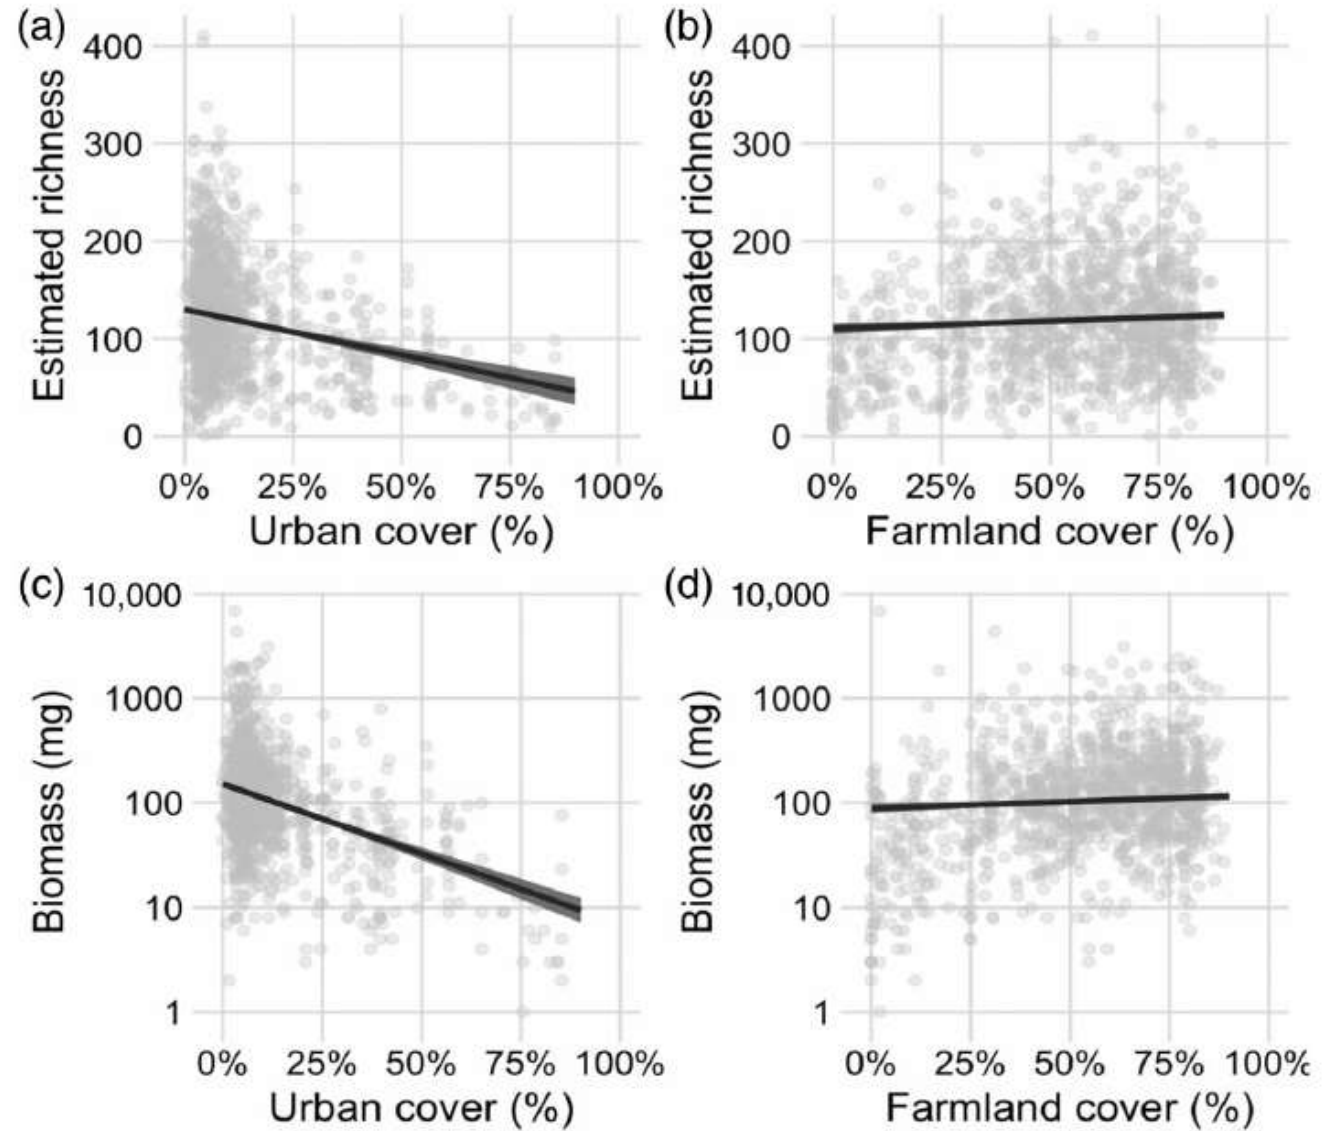 (a)
400
300
200
100
0
Estimated richness
0% 25% 50% 75% 100%
Urban cover (%)
(b)
400
300
200
100
0
Estimated richness
0% 25% 50% 75% 100%
Farmland cover (%)
(c)
10,000
1000
100
10
1
Biomass (mg)
0% 25% 50% 75% 100%
Urban cover (%)
(d)
10,000
1000
100
10
1
Biomass (mg)
0% 25% 50% 75% 100%
Farmland cover (%)